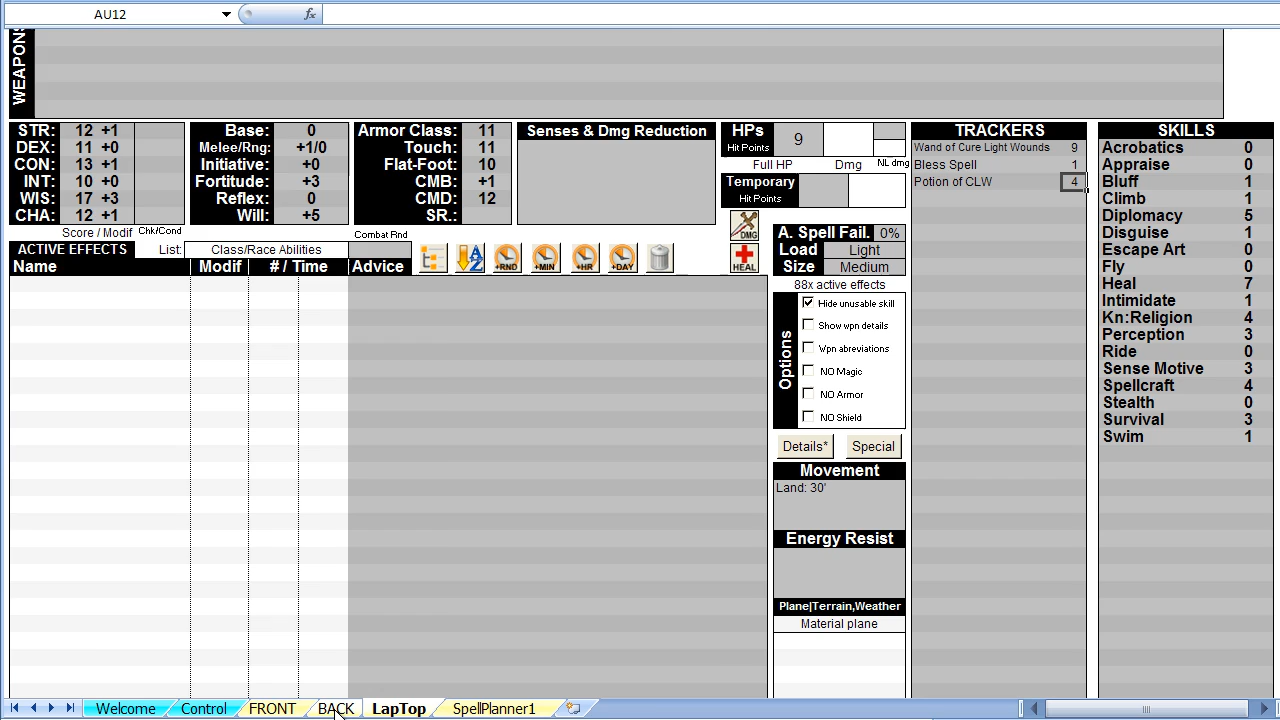 AU12
fx
WEAPONS
STR: 12 +1
DEX: 11 +0
CON: 13 +1
INT: 10 +0
WIS: 17 +3
CHA: 12 +1
Score / Modif Chk/Cond
Base: 0
Melee/Rng: +1/0
Initiative: +0
Fortitude: +3
Reflex: 0
Will: +5
Armor Class: 11
Touch: 11
Flat-Foot: 10
CMB: +1
CMD: 12
SR.:
Combat Rnd
Senses & Dmg Reduction
HPs 9
Hit Points
Full HP Dmg NL dmg
Temporary
Hit Points
DMG
HEAL
A. Spell Fail. 0%
Load Light
Size Medium
88x active effects
ACTIVE EFFECTS List: Class/Race Abilities
Name Modif # / Time Advice
+RND +MIN +HR +DAY
Options
Hide unusable skill
Show wpn details
Wpn abreviations
NO Magic
NO Armor
NO Shield
Details* Special
Movement
Land: 30'
Energy Resist
Plane|Terrain,Weather
Material plane
TRACKERS
Wand of Cure Light Wounds 9
Bless Spell 1
Potion of CLW 4
SKILLS
Acrobatics 0
Appraise 0
Bluff 1
Climb 1
Diplomacy 5
Disguise 1
Escape Art 0
Fly 0
Heal 7
Intimidate 1
Kn:Religion 4
Perception 3
Ride 0
Sense Motive 3
Spellcraft 4
Stealth 0
Survival 3
Swim 1
Welcome Control FRONT BACK LapTop SpellPlanner1